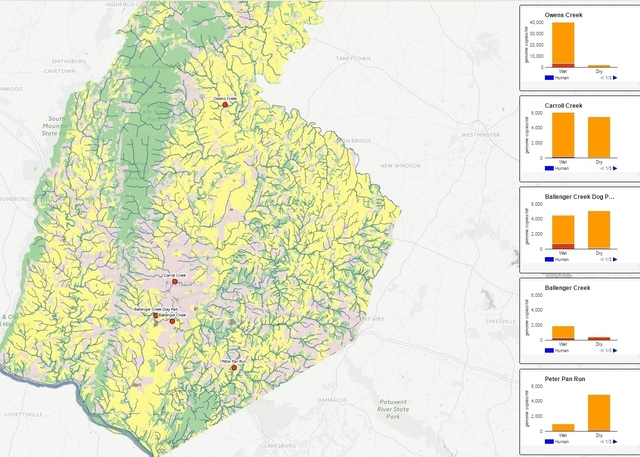 HIGHFIELD-C
SMITHSBURG
CAVETOWN
TANEYTOWN
South
Mountain
State Park
Owens Creek
WESTMINSTER
NEW WINDSOR
Carroll Creek
Ballenger Creek Dog Park
Ballenger Creek
Peter Pan Run
SYKESVILLE
LOVETTSVILLE
DAMASCUS
Patuxent
River State
Park
CLARKSBURG
Owens Creek
genome copies/ml
40,000
30,000
20,000
10,000
0
Wet Dry
Human 1/3
Carroll Creek
genome copies/ml
6,000
4,000
2,000
0
Wet Dry
Human 1/3
Ballenger Creek Dog P...
genome copies/ml
6,000
4,000
2,000
0
Wet Dry
Human 1/3
Ballenger Creek
genome copies/ml
6,000
4,000
2,000
0
Wet Dry
Human 1/3
Peter Pan Run
genome copies/ml
6,000
4,000
2,000
0
Wet Dry
Human 1/3